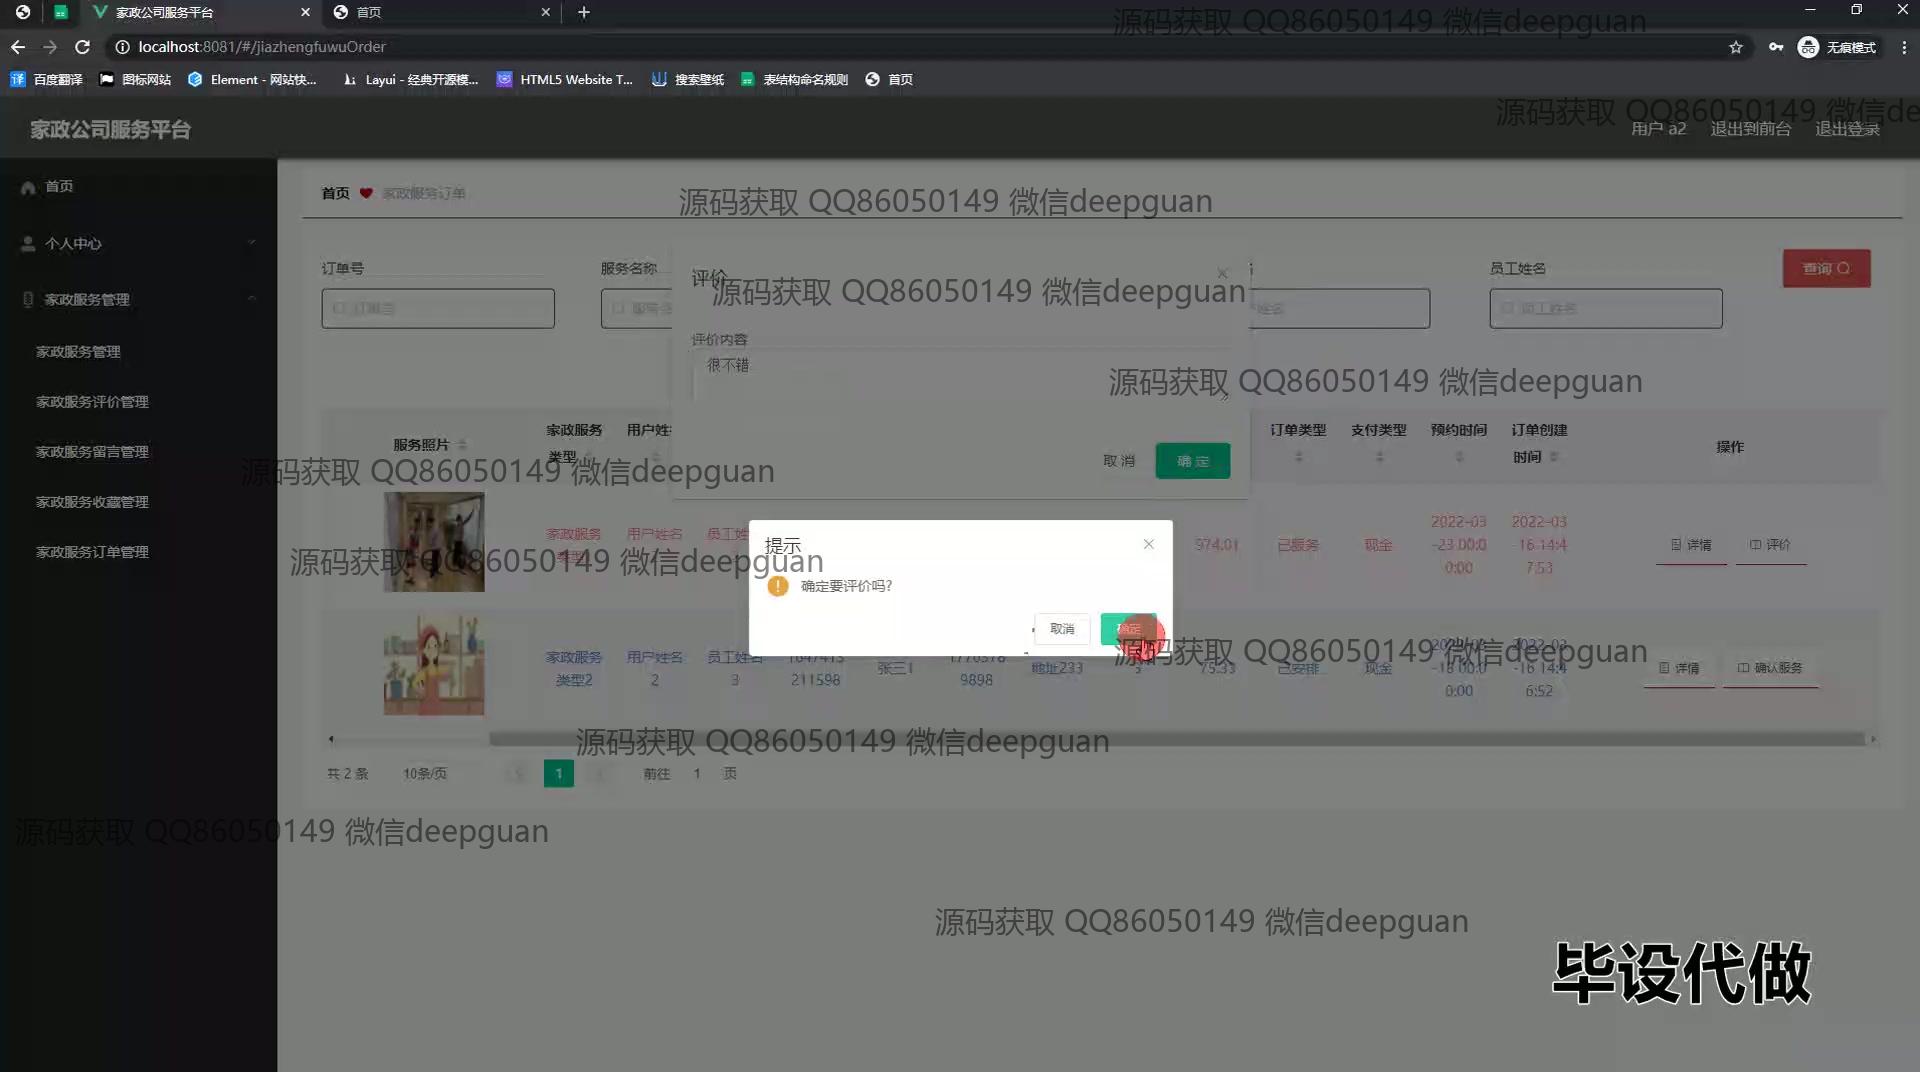 家政公司服务平台
首页
localhost:8081/#/jiazhengfuwuOrder
无痕模式
百度翻译
图标网站
Element - 网站快...
Layui - 经典开源模...
HTML5 Website T...
搜索壁纸
表结构命名规则
首页
源码获取 QQ86050149 微信deepguan
源码获取 QQ86050149 微信de
家政公司服务平台
用户 a2
退出到前台
退出登录
首页
个人中心
家政服务管理
家政服务管理
家政服务评价管理
家政服务留言管理
家政服务收藏管理
家政服务订单管理
首页
家政服务订单
源码获取 QQ86050149 微信deepguan
订单号
服务名称
员工姓名
查询
订单号
员工姓名
评价
源码获取 QQ86050149 微信deepguan
评价内容
很不错
取 消
确 定
源码获取 QQ86050149 微信deepguan
服务照片
家政服务类型
订单类型
支付类型
预约时间
订单创建时间
操作
源码获取 QQ86050149 微信deepguan
家政服务
用户姓名
974.01
已服务
现金
2022-03
-23 00:0
0:00
2022-03
-16 14:4
7:53
详情
评价
源码获取 QQ86050149 微信deepguan
提示
确定要评价吗?
取消
确定
源码获取 QQ86050149 微信deepguan
家政服务
类型2
用户姓名
2
员工姓名
3
211598
张三1
9898
地址233
75.33
已安排
现金
-18 00:0
0:00
-16 14:4
6:52
详情
确认服务
源码获取 QQ86050149 微信deepguan
共 2 条
10条/页
1
前往
1
页
源码获取 QQ86050149 微信deepguan
源码获取 QQ86050149 微信deepguan
毕设代做